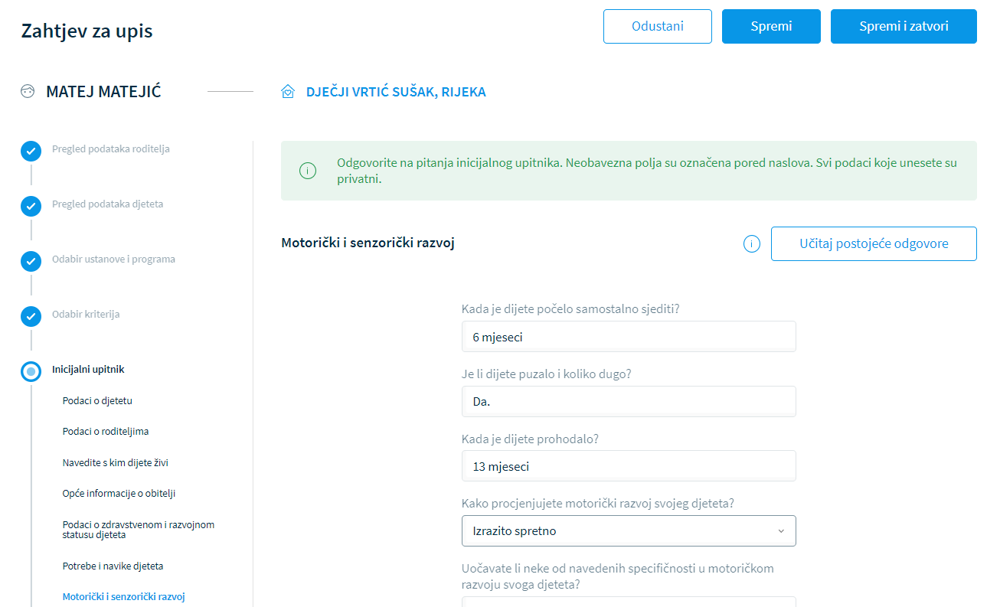 Zahtjev za upis
Odustani
Spremi
Spremi i zatvori
MATEJ MATEJIĆ
DJEČJI VRTIĆ SUŠAK, RIJEKA
Pregled podataka roditelja
Pregled podataka djeteta
Odabir ustanove i programa
Odabir kriterija
Inicijalni upitnik
Podaci o djetetu
Podaci o roditeljima
Navedite s kim dijete živi
Opće informacije o obitelji
Podaci o zdravstvenom i razvojnom
statusu djeteta
Potrebe i navike djeteta
Motorički i senzorički razvoj
Odgovorite na pitanja inicijalnog upitnika. Neobavezna polja su označena pored naslova. Svi podaci koje unesete su
privatni.
Motorički i senzorički razvoj
Učitaj postojeće odgovore
Kada je dijete počelo samostalno sjediti?
6 mjeseci
Je li dijete puzalo i koliko dugo?
Da.
Kada je dijete prohodalo?
13 mjeseci
Kako procjenjujete motorički razvoj svojeg djeteta?
Izrazito spretno
Uočavate li neke od navedenih specifičnosti u motoričkom
razvoju svoga djeteta?